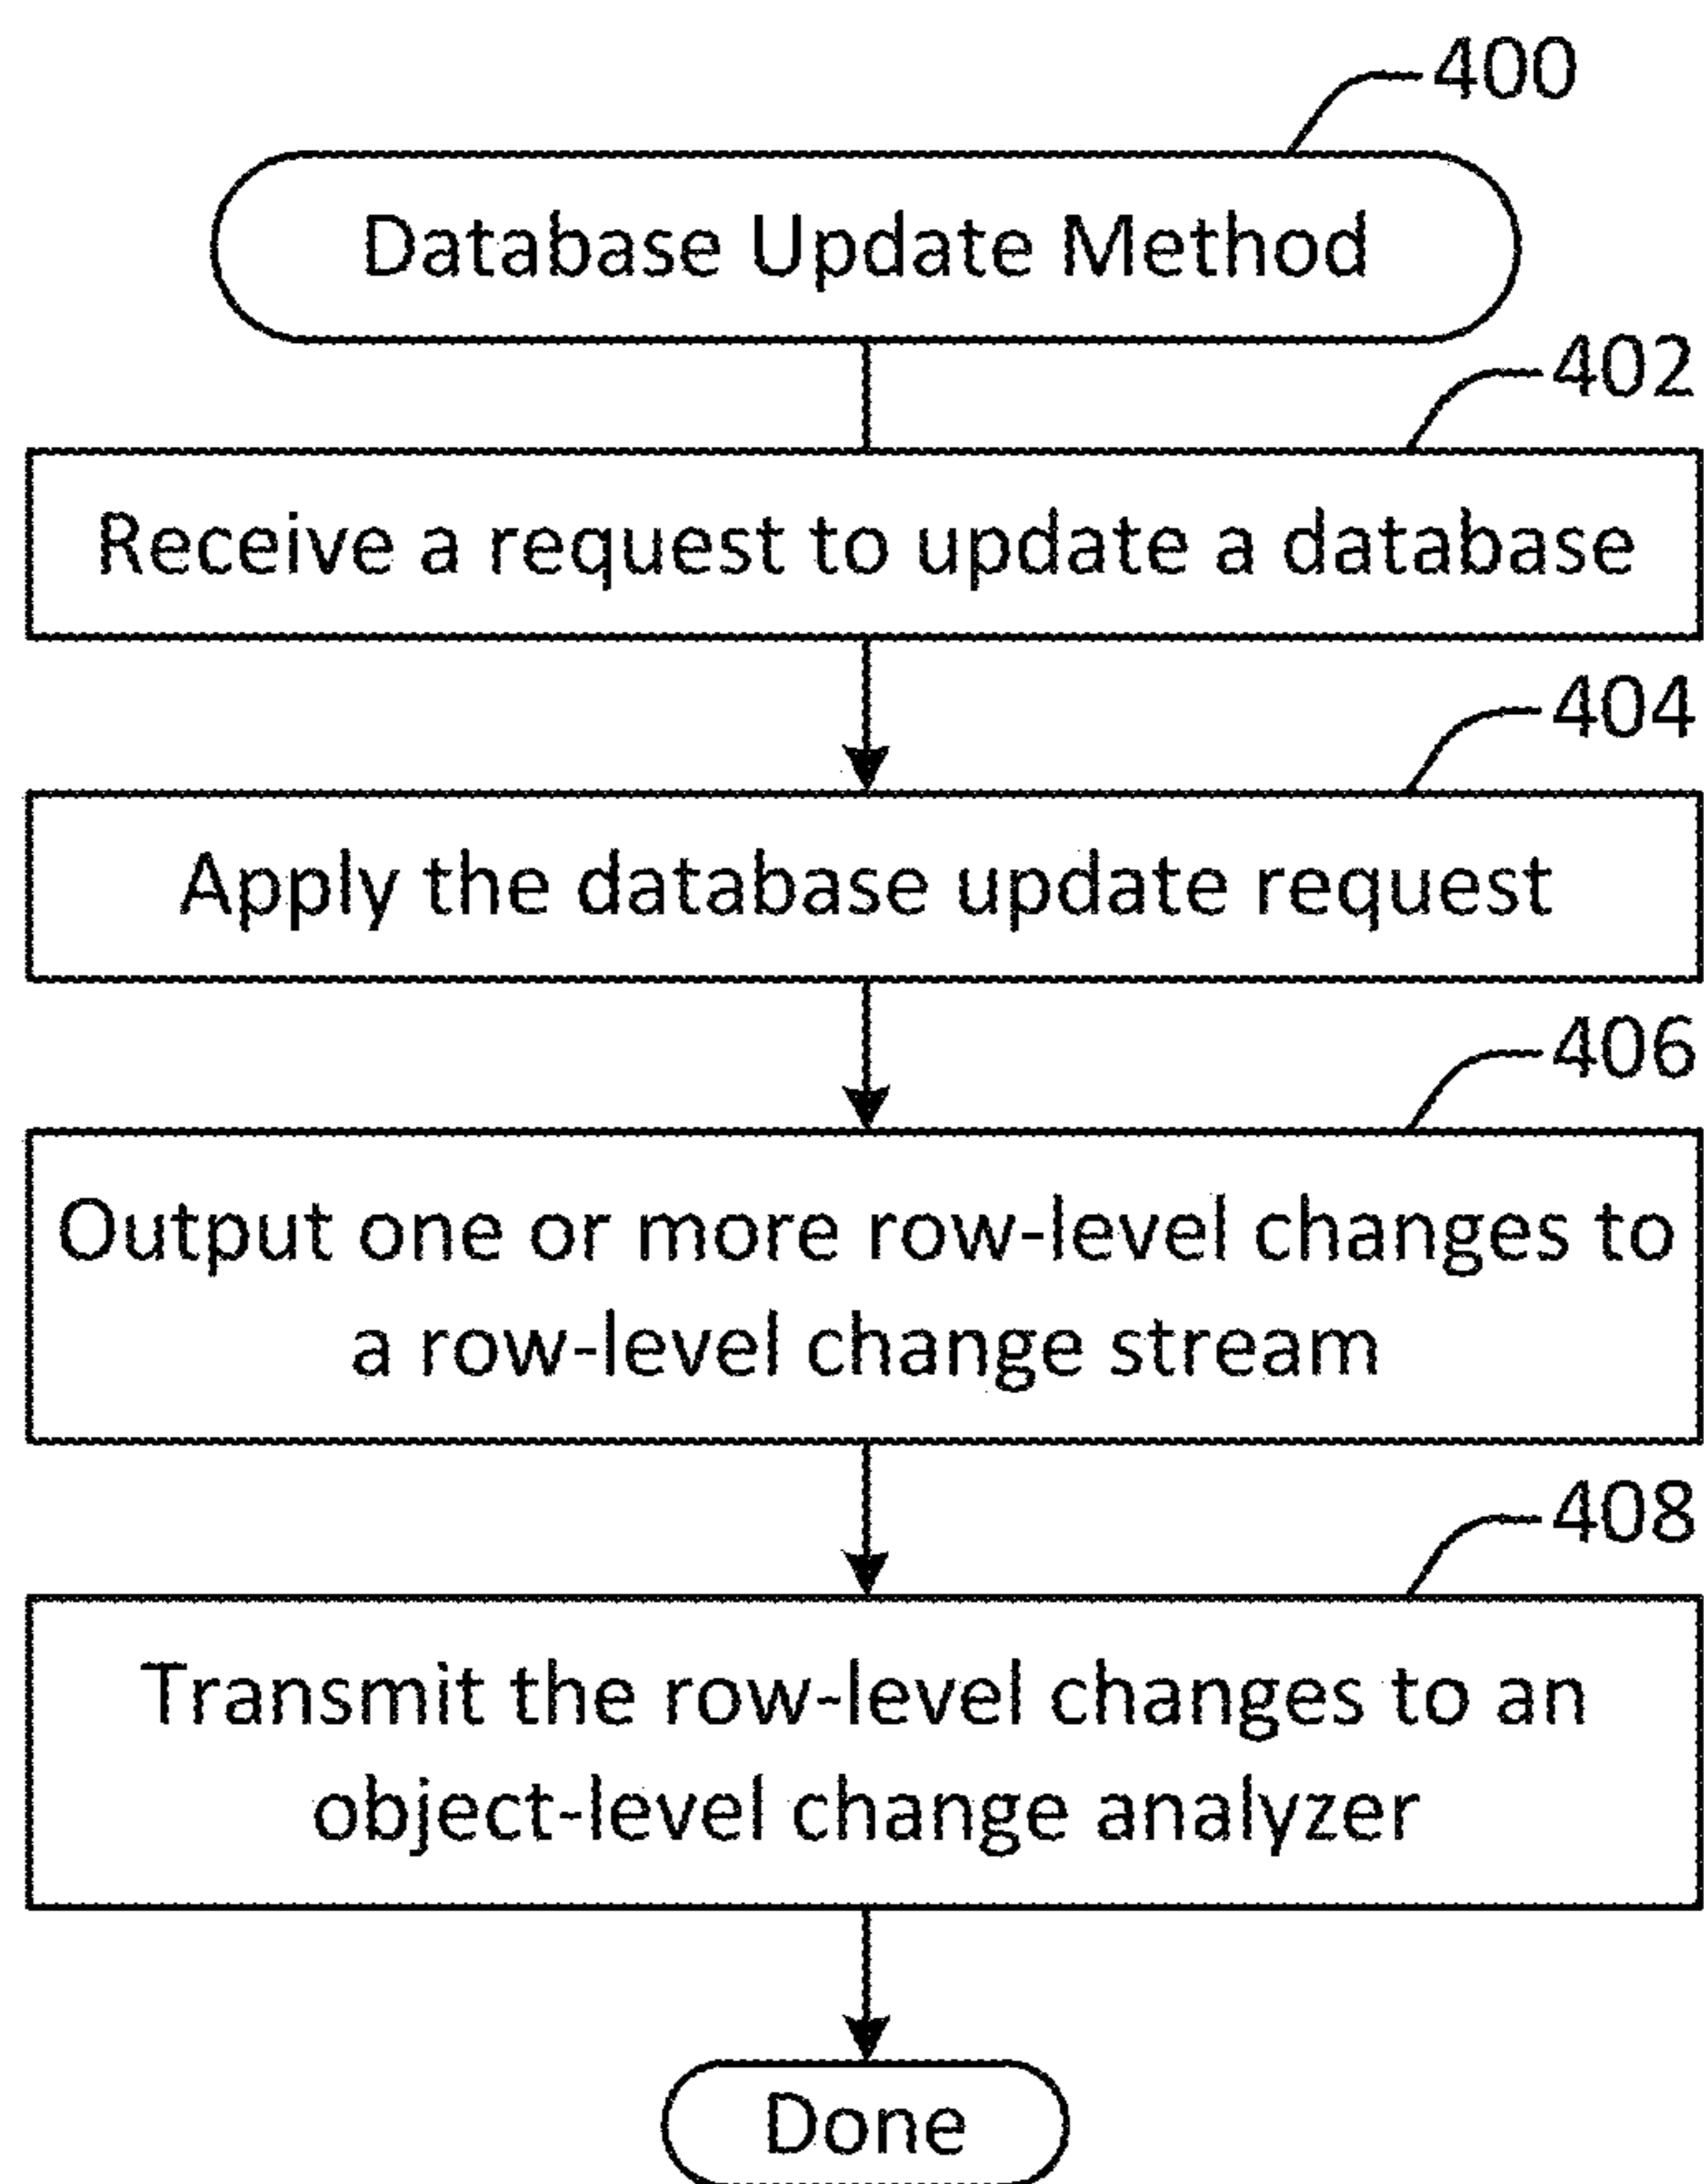 400
Database Update Method
402
Receive a request to update a database
404
Apply the database update request
406
Output one or more row-level changes to
a row-level change stream
408
Transmit the row-level changes to an
object-level change analyzer
Done